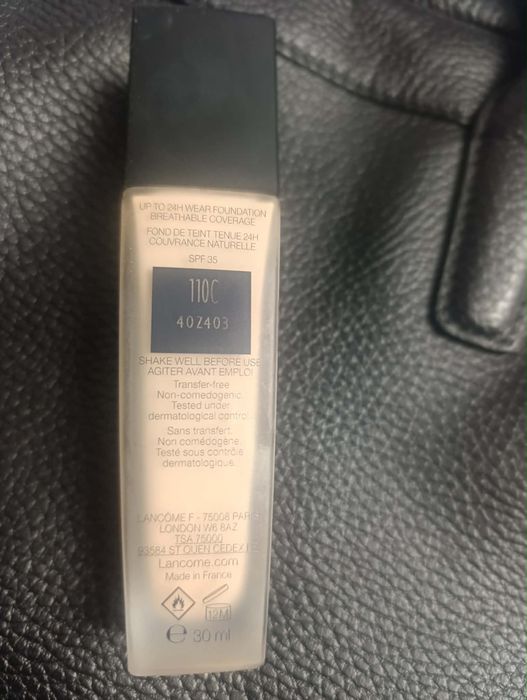 UP TO 24H WEAR FOUNDATION
BREATHABLE COVERAGE
FOND DE TEINT TENUE 24H
COUVRANCE NATURELLE
SPF 35
110C
40Z403
SHAKE WELL BEFORE USE
AGITER AVANT EMPLOI
Transfer-free
Non-comedogenic.
Tested under
dermatological control.
Sans transfert.
Non comédogène.
Testé sous contrôle
dermatologique.
LANCÔME F - 75008 PARIS
LONDON W6 8AZ
TSA 75000
93584 ST OUEN CEDEX
Lancome.com
Made in France
12M
e 30 ml